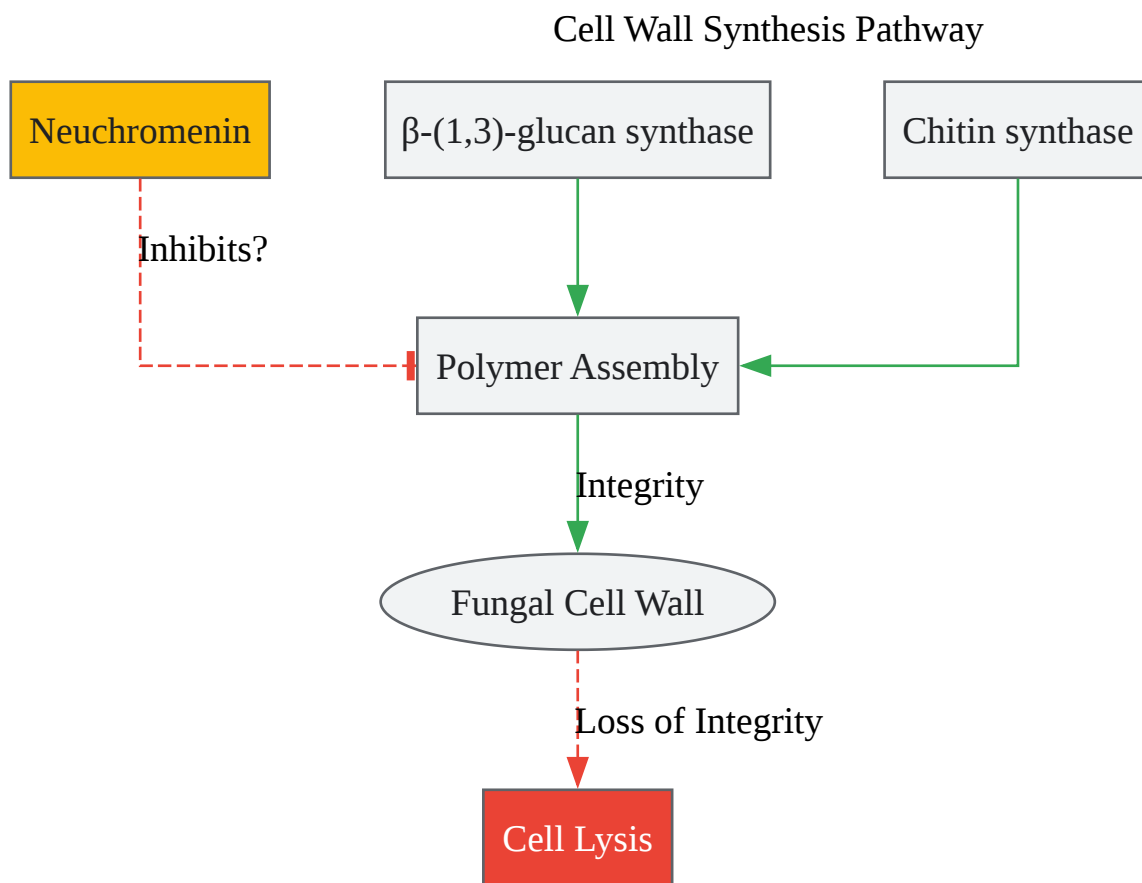 Cell Wall Synthesis Pathway
Neuchromenin
β-(1,3)-glucan synthase
Chitin synthase
Inhibits?
Polymer Assembly
Integrity
Fungal Cell Wall
Loss of Integrity
Cell Lysis